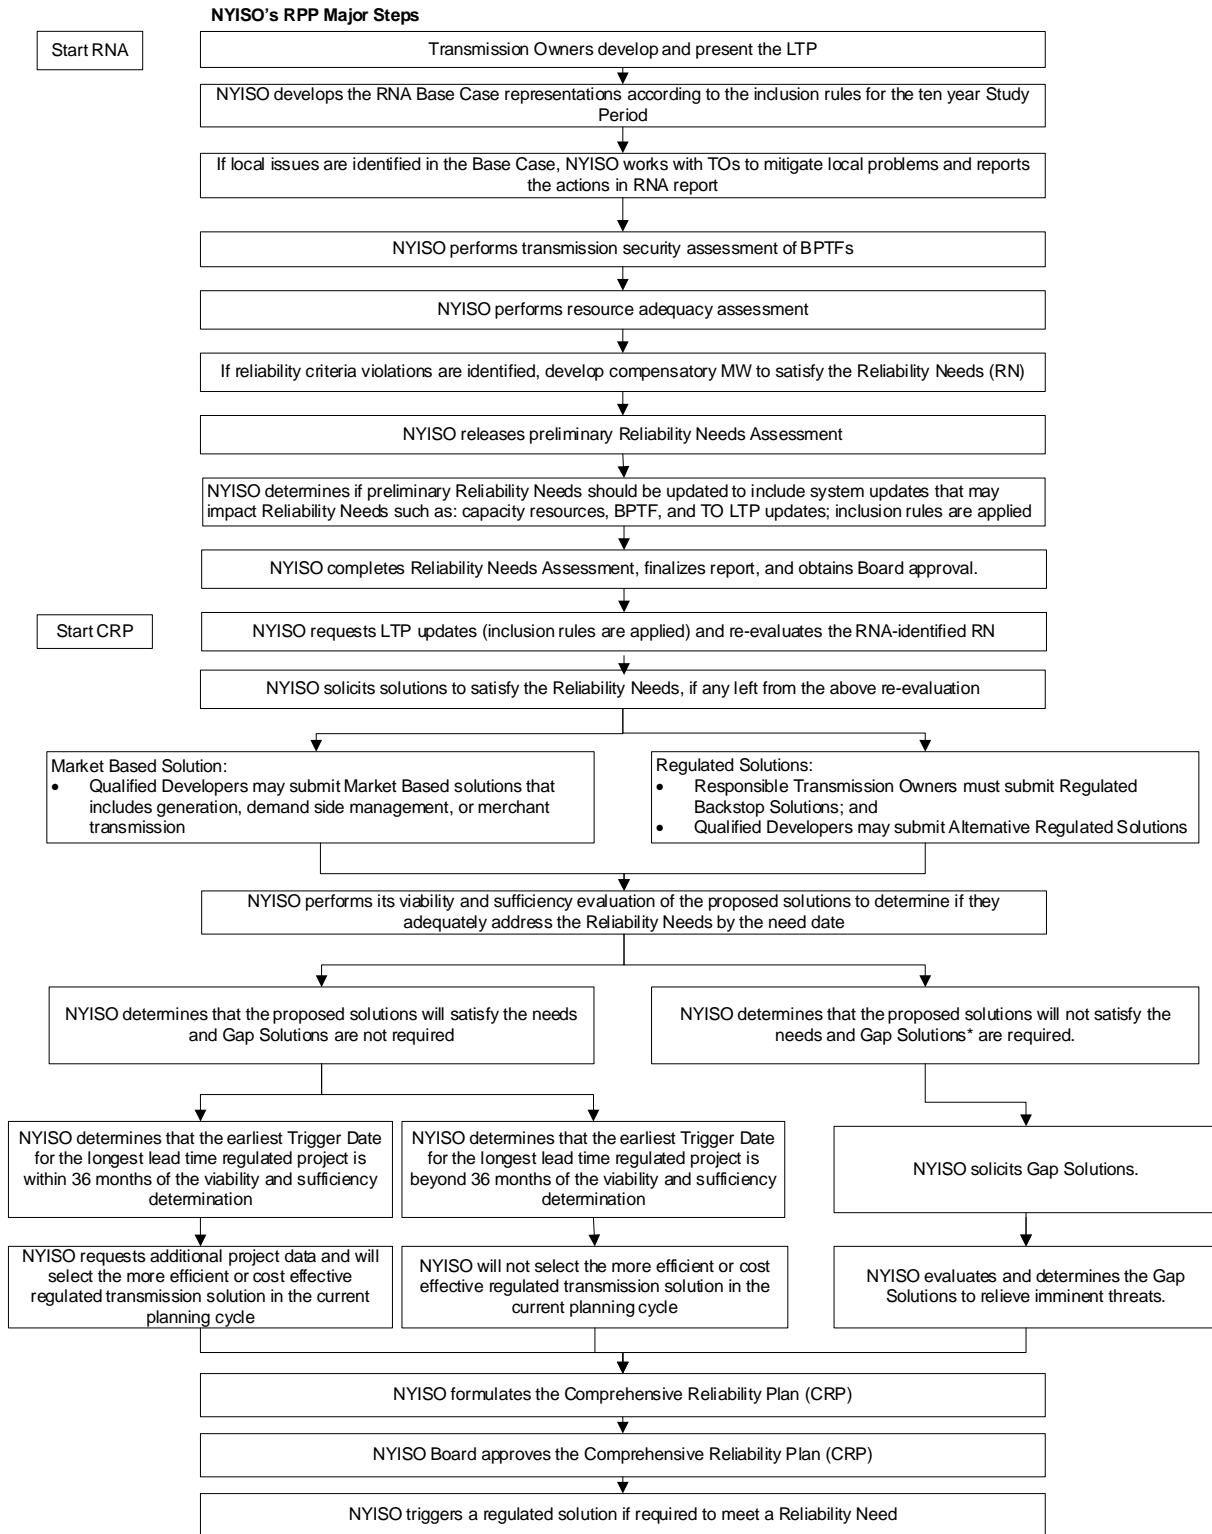 NYISO's RPP Major Steps
Start RNA
Transmission Owners develop and present the LTP
NYISO develops the RNA Base Case representations according to the inclusion rules for the ten year Study
Period
If local issues are identified in the Base Case, NYISO works with TOs to mitigate local problems and reports
the actions in RNA report
NYISO performs transmission security assessment of BPTFs
NYISO performs resource adequacy assessment
If reliability criteria violations are identified, develop compensatory MW to satisfy the Reliability Needs (RN)
NYISO releases preliminary Reliability Needs Assessment
NYISO determines if preliminary Reliability Needs should be updated to include system updates that may
impact Reliability Needs such as: capacity resources, BPTF, and TO LTP updates; inclusion rules are applied
NYISO completes Reliability Needs Assessment, finalizes report, and obtains Board approval.
Start CRP
NYISO requests LTP updates (inclusion rules are applied) and re-evaluates the RNA-identified RN
NYISO solicits solutions to satisfy the Reliability Needs, if any left from the above re-evaluation
Market Based Solution:
• Qualified Developers may submit Market Based solutions that
includes generation, demand side management, or merchant
transmission
Regulated Solutions:
• Responsible Transmission Owners must submit Regulated
Backstop Solutions; and
• Qualified Developers may submit Alternative Regulated Solutions
NYISO performs its viability and sufficiency evaluation of the proposed solutions to determine if they
adequately address the Reliability Needs by the need date
NYISO determines that the proposed solutions will satisfy the needs
and Gap Solutions are not required
NYISO determines that the proposed solutions will not satisfy the
needs and Gap Solutions* are required.
NYISO determines that the earliest Trigger Date
for the longest lead time regulated project is
within 36 months of the viability and sufficiency
determination
NYISO determines that the earliest Trigger Date
for the longest lead time regulated project is
beyond 36 months of the viability and sufficiency
determination
NYISO solicits Gap Solutions.
NYISO requests additional project data and will
select the more efficient or cost effective
regulated transmission solution in the current
planning cycle
NYISO will not select the more efficient or cost
effective regulated transmission solution in the
current planning cycle
NYISO evaluates and determines the Gap
Solutions to relieve imminent threats.
NYISO formulates the Comprehensive Reliability Plan (CRP)
NYISO Board approves the Comprehensive Reliability Plan (CRP)
NYISO triggers a regulated solution if required to meet a Reliability Need